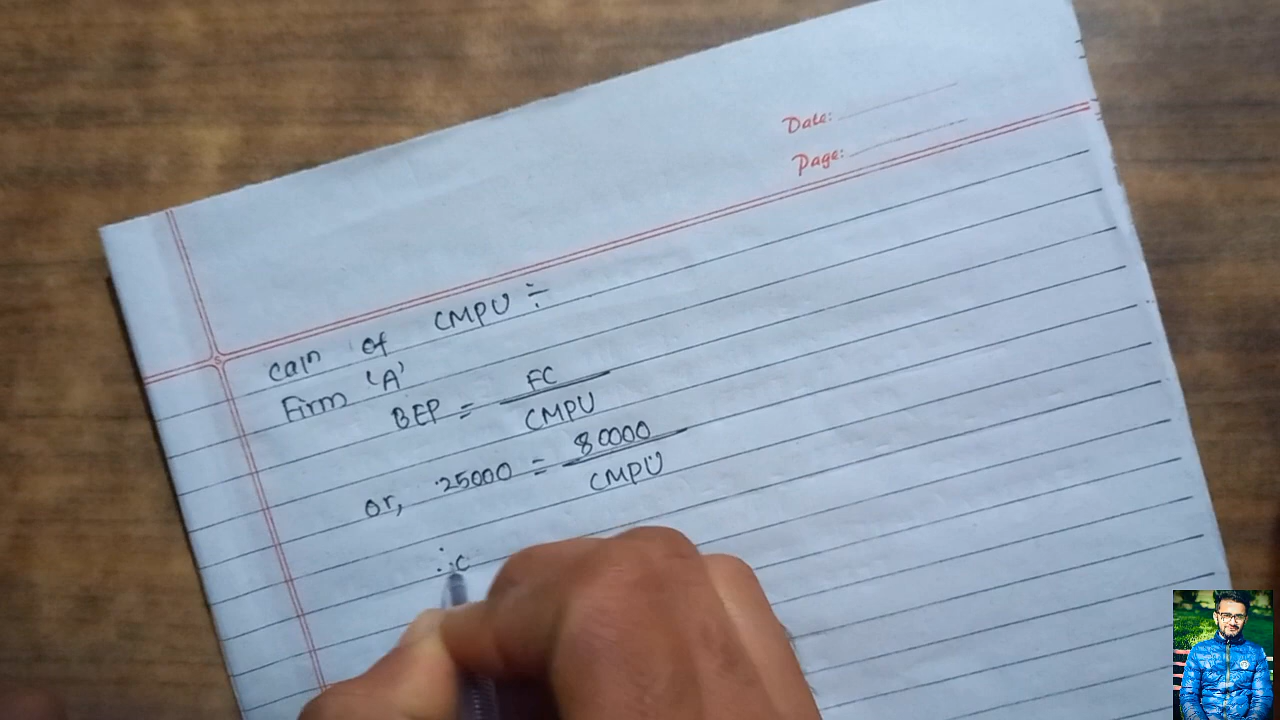 Date:
Page:
Caln of CMPU ÷
Firm 'A'
BEP = FC / CMPU
or, 25000 = 80000 / CMPU
∴ C